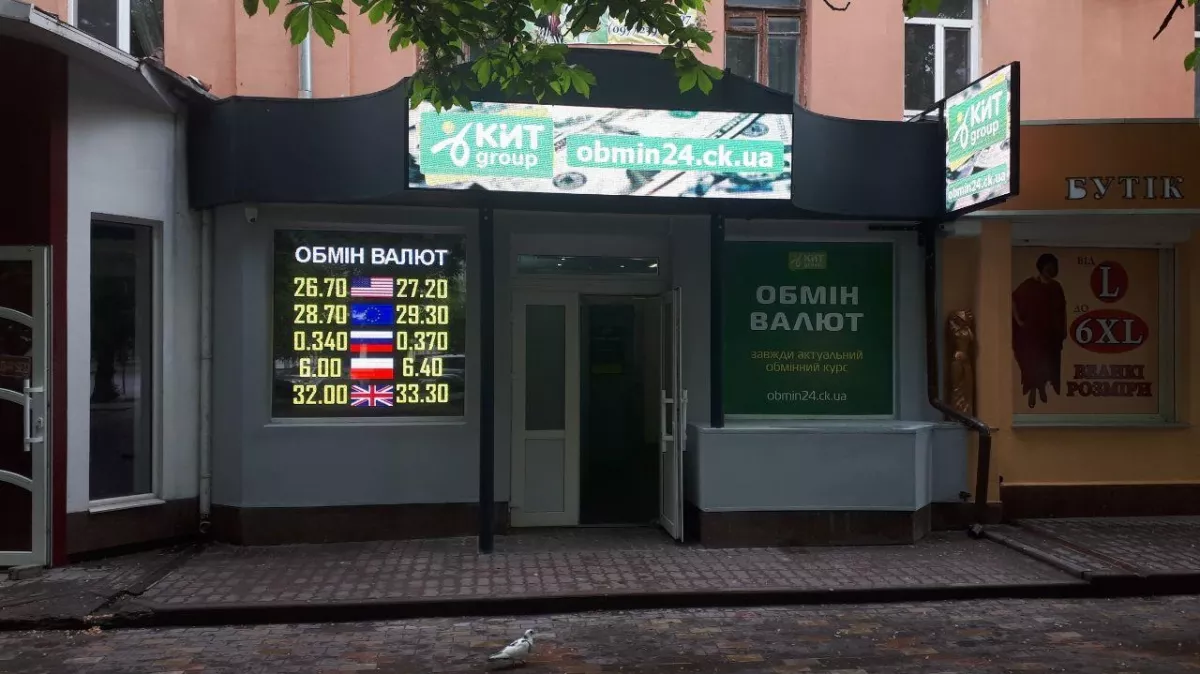 КИТ
group
obmin24.ck.ua
КИТ
group
obmin24.ck.ua
БУТІК
ОБМІН ВАЛЮТ
26.70 27.20
28.70 29.30
0.340 0.370
6.00 6.40
32.00 33.30
КИТ
group
ОБМІН
ВАЛЮТ
завжди актуальний
обмінний курс
obmin24.ck.ua
ВІД
L
ДО
6XL
ВЕЛИКІ
РОЗМІРИ